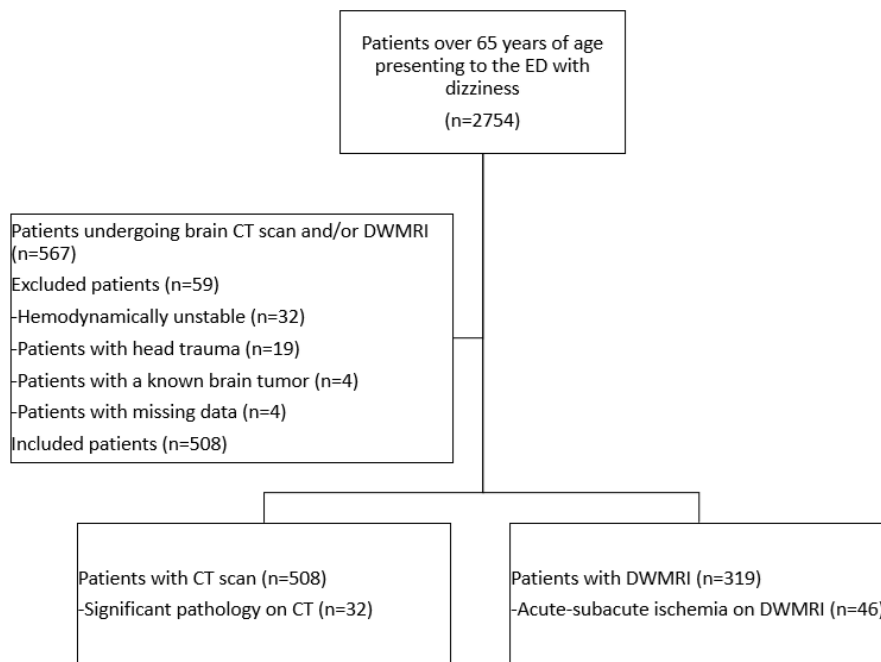 Patients over 65 years of age
presenting to the ED with
dizziness
(n=2754)
Patients undergoing brain CT scan and/or DWMRI
(n=567)
Excluded patients (n=59)
-Hemodynamically unstable (n=32)
-Patients with head trauma (n=19)
-Patients with a known brain tumor (n=4)
-Patients with missing data (n=4)
Included patients (n=508)
Patients with CT scan (n=508)
-Significant pathology on CT (n=32)
Patients with DWMRI (n=319)
-Acute-subacute ischemia on DWMRI (n=46)